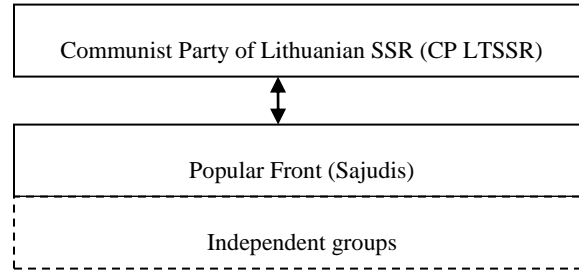 Communist Party of Lithuanian SSR (CP LTSSR)
Popular Front (Sajudis)
Independent groups